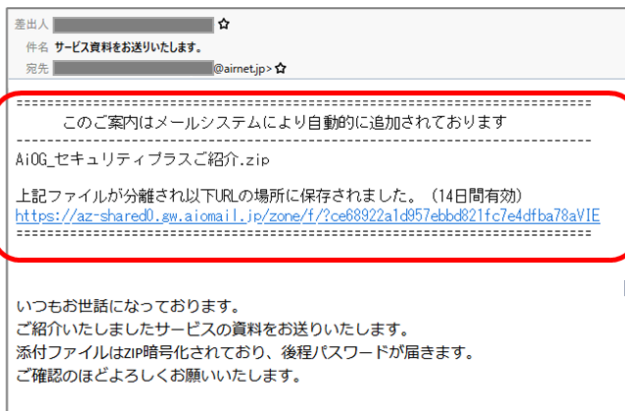 差出人
件名 サービス資料をお送りいたします。
宛先 @airnet.jp>
============================================================
このご案内はメールシステムにより自動的に追加されております
------------------------------------------------------------
AiOG_セキュリティプラスご紹介.zip
上記ファイルが分離され以下URLの場所に保存されました。（14日間有効）
https://az-shared0.gw.aiomail.jp/zone/f/?ce68922a1d957ebbd821fc7e4dfba78aVIE
============================================================
いつもお世話になっております。
ご紹介いたしましたサービスの資料をお送りいたします。
添付ファイルはZIP暗号化されており、後程パスワードが届きます。
ご確認のほどよろしくお願いいたします。